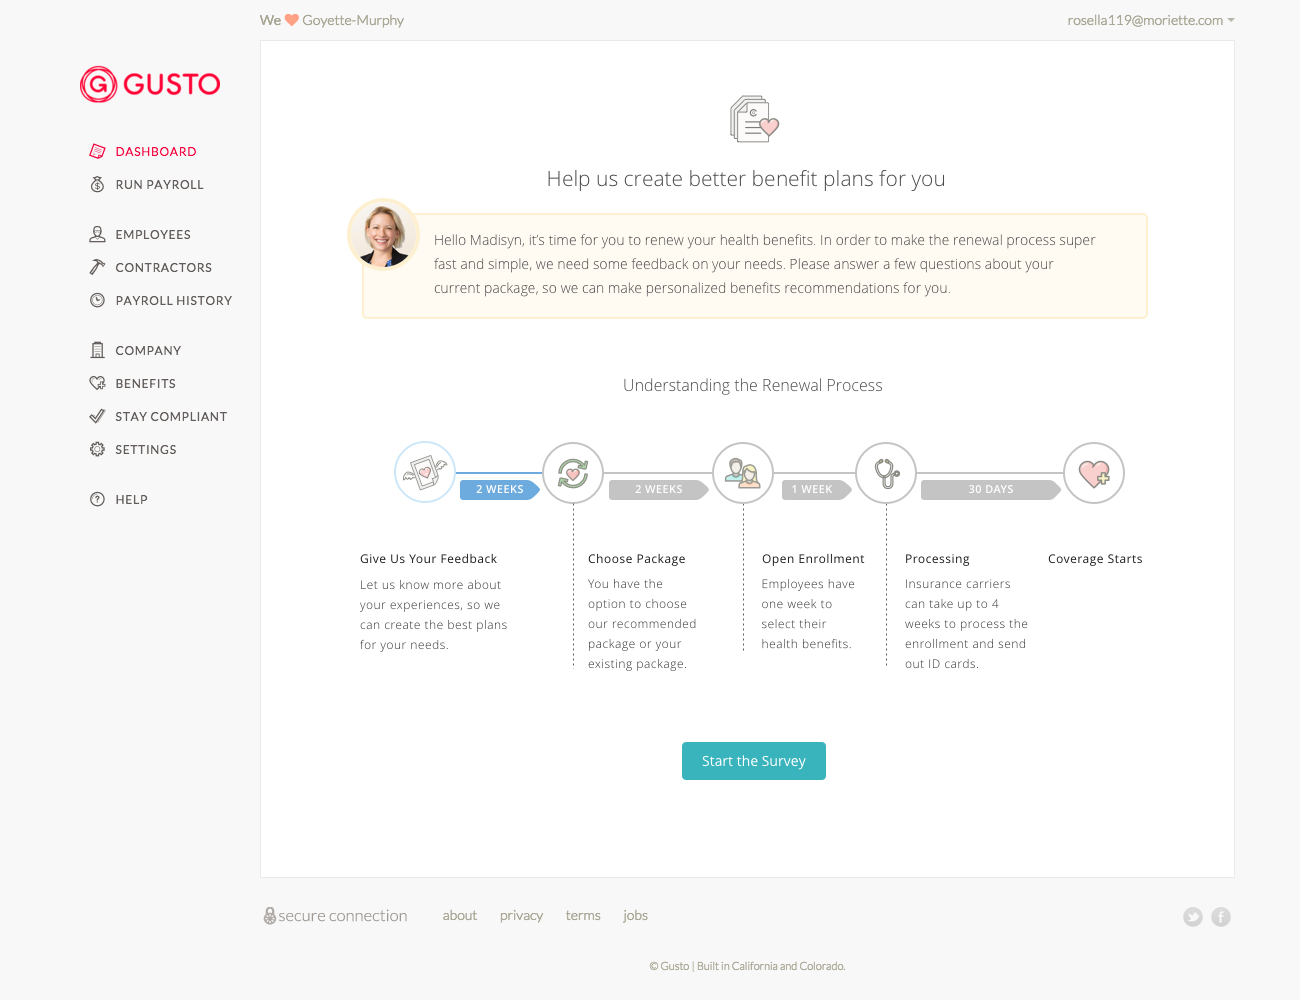 We Goyette-Murphy
rosella119@moriette.com
GUSTO
DASHBOARD
RUN PAYROLL
EMPLOYEES
CONTRACTORS
PAYROLL HISTORY
COMPANY
BENEFITS
STAY COMPLIANT
SETTINGS
HELP
Help us create better benefit plans for you
Hello Madisyn, it's time for you to renew your health benefits. In order to make the renewal process super
fast and simple, we need some feedback on your needs. Please answer a few questions about your
current package, so we can make personalized benefits recommendations for you.
Understanding the Renewal Process
2 WEEKS
2 WEEKS
1 WEEK
30 DAYS
Give Us Your Feedback
Let us know more about
your experiences, so we
can create the best plans
for your needs.
Choose Package
You have the
option to choose
our recommended
package or your
existing package.
Open Enrollment
Employees have
one week to
select their
health benefits.
Processing
Insurance carriers
can take up to 4
weeks to process the
enrollment and send
out ID cards.
Coverage Starts
Start the Survey
secure connection
about
privacy
terms
jobs
© Gusto | Built in California and Colorado.